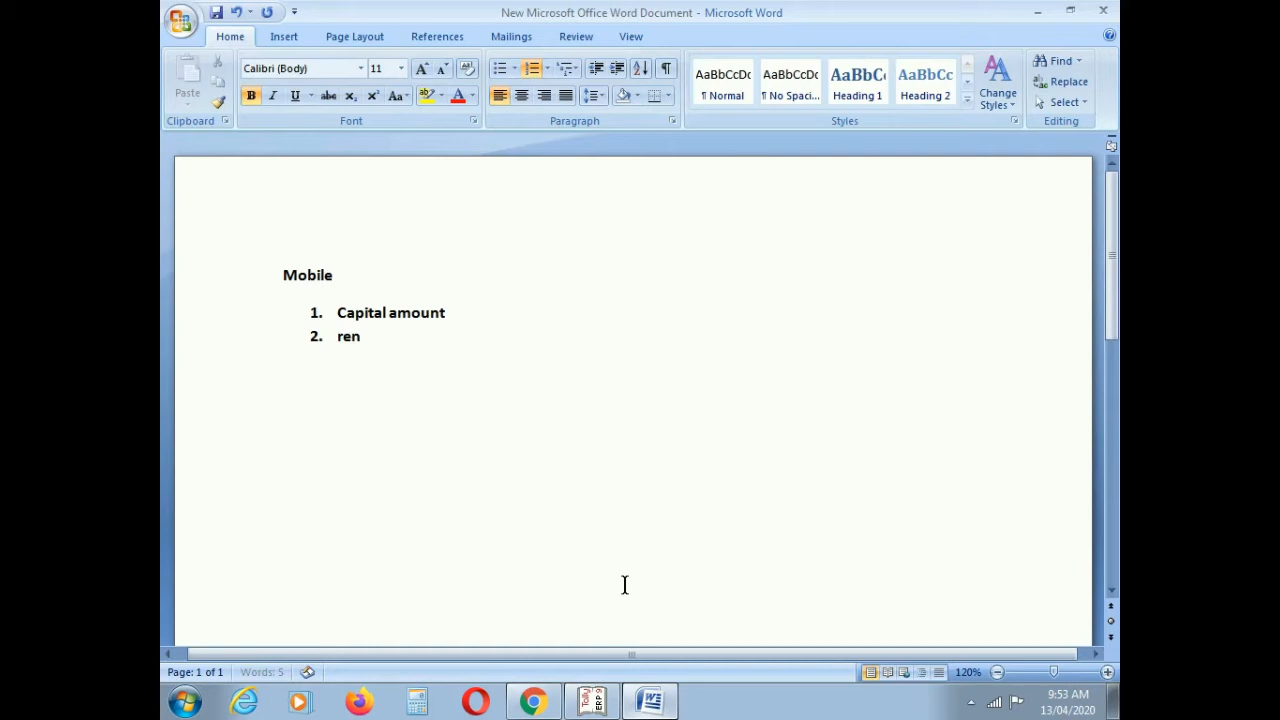 New Microsoft Office Word Document - Microsoft Word
Home Insert Page Layout References Mailings Review View
Calibri (Body) 11
AaBbCcDc AaBbCcDc AaBbC AaBbCc
¶ Normal ¶ No Spaci... Heading 1 Heading 2
Change Styles
Find
Replace
Select
Paste
Clipboard Font Paragraph Styles Editing
Mobile
1. Capital amount
2. ren
Page: 1 of 1 Words: 5 120%
Tally ERP 9
9:53 AM
13/04/2020